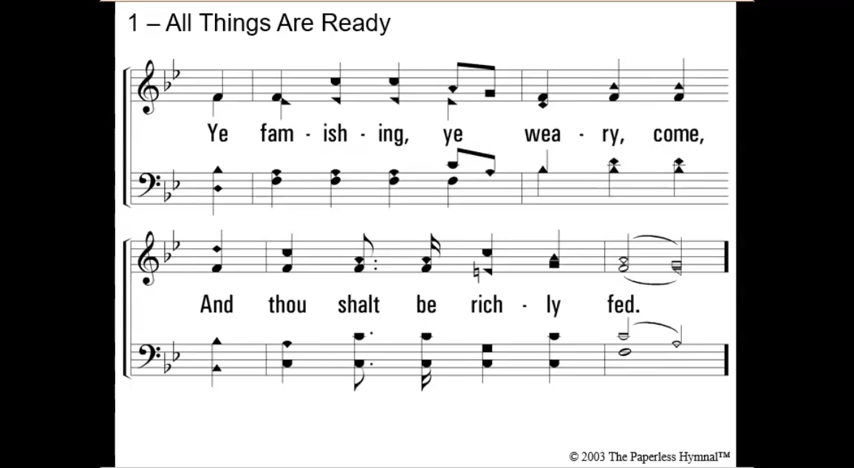 1 – All Things Are Ready
Ye fam - ish - ing, ye wea - ry, come,
And thou shalt be rich - ly fed.
© 2003 The Paperless Hymnal™